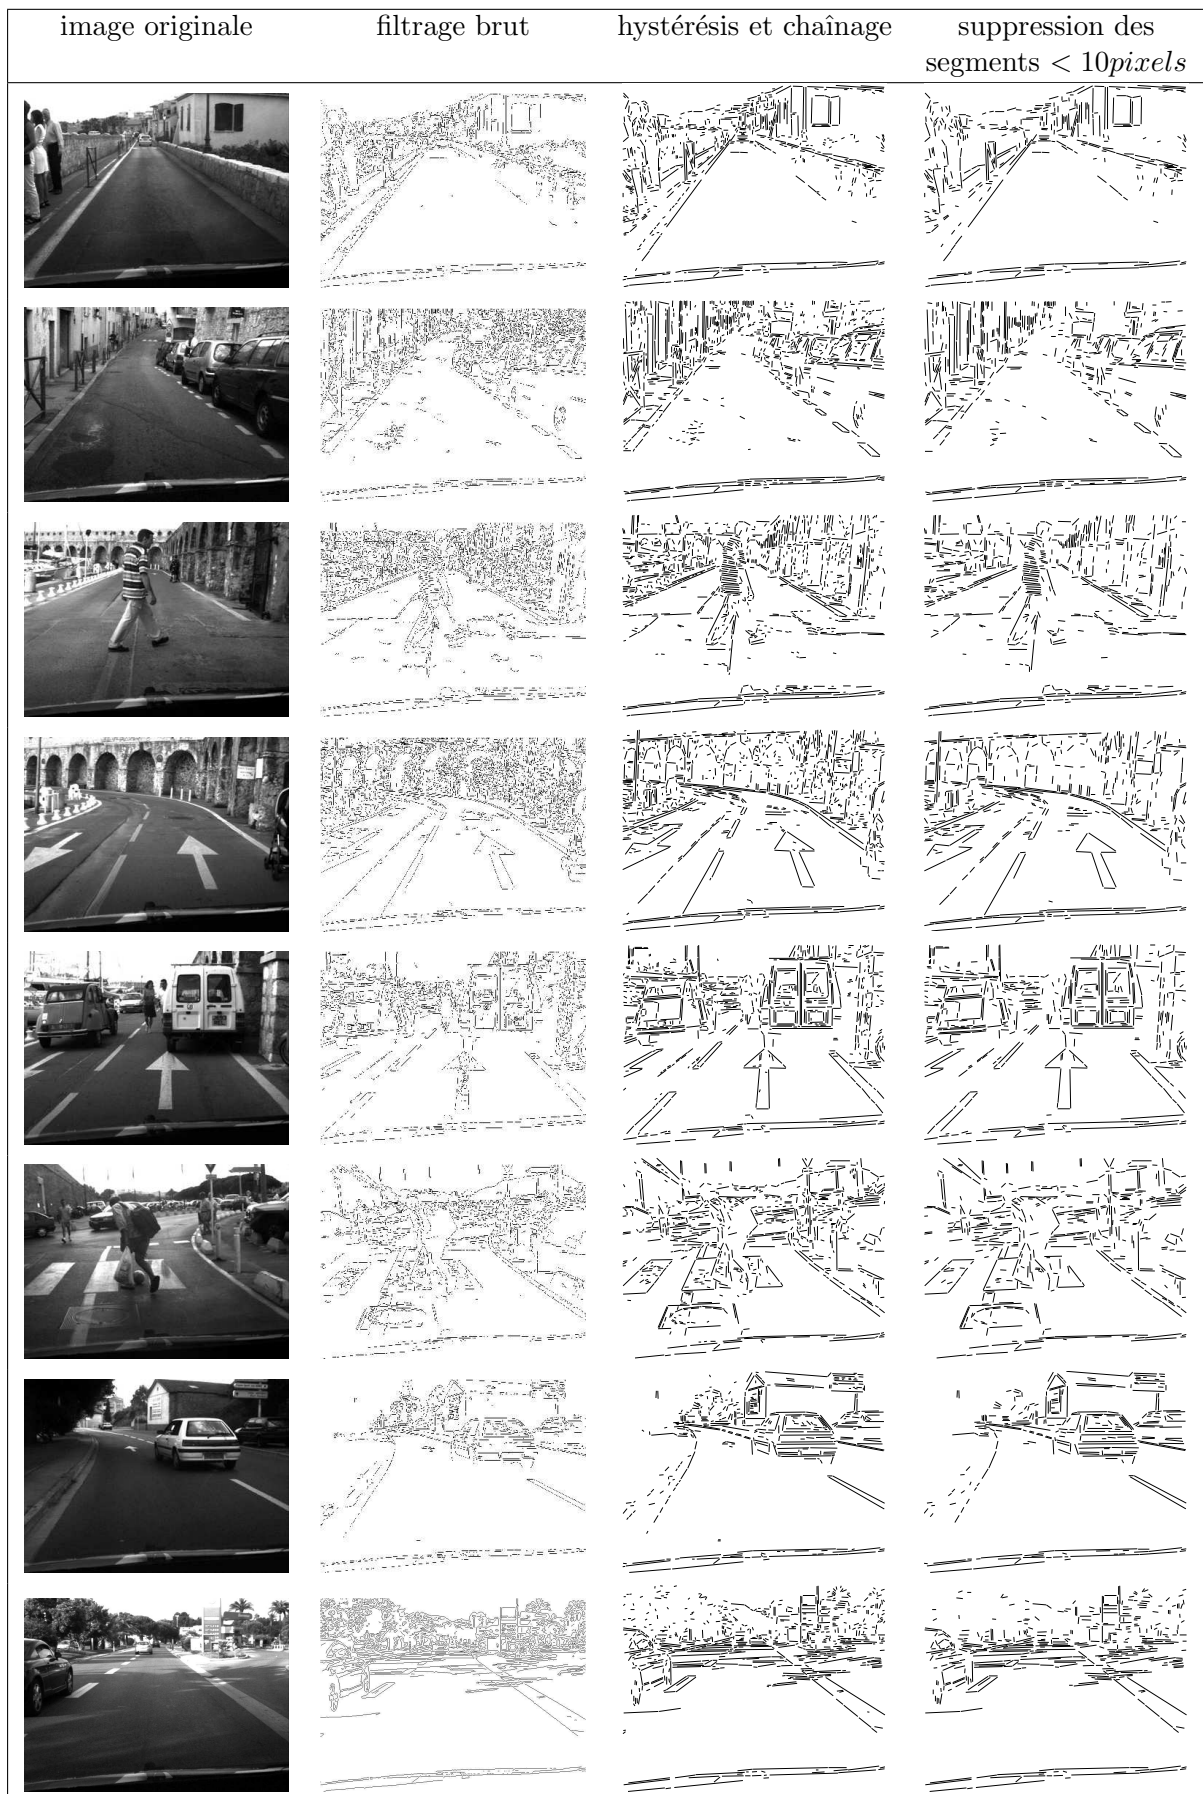 image originale
filtrage brut
hystérésis et chaînage
suppression des
segments < 10pixels